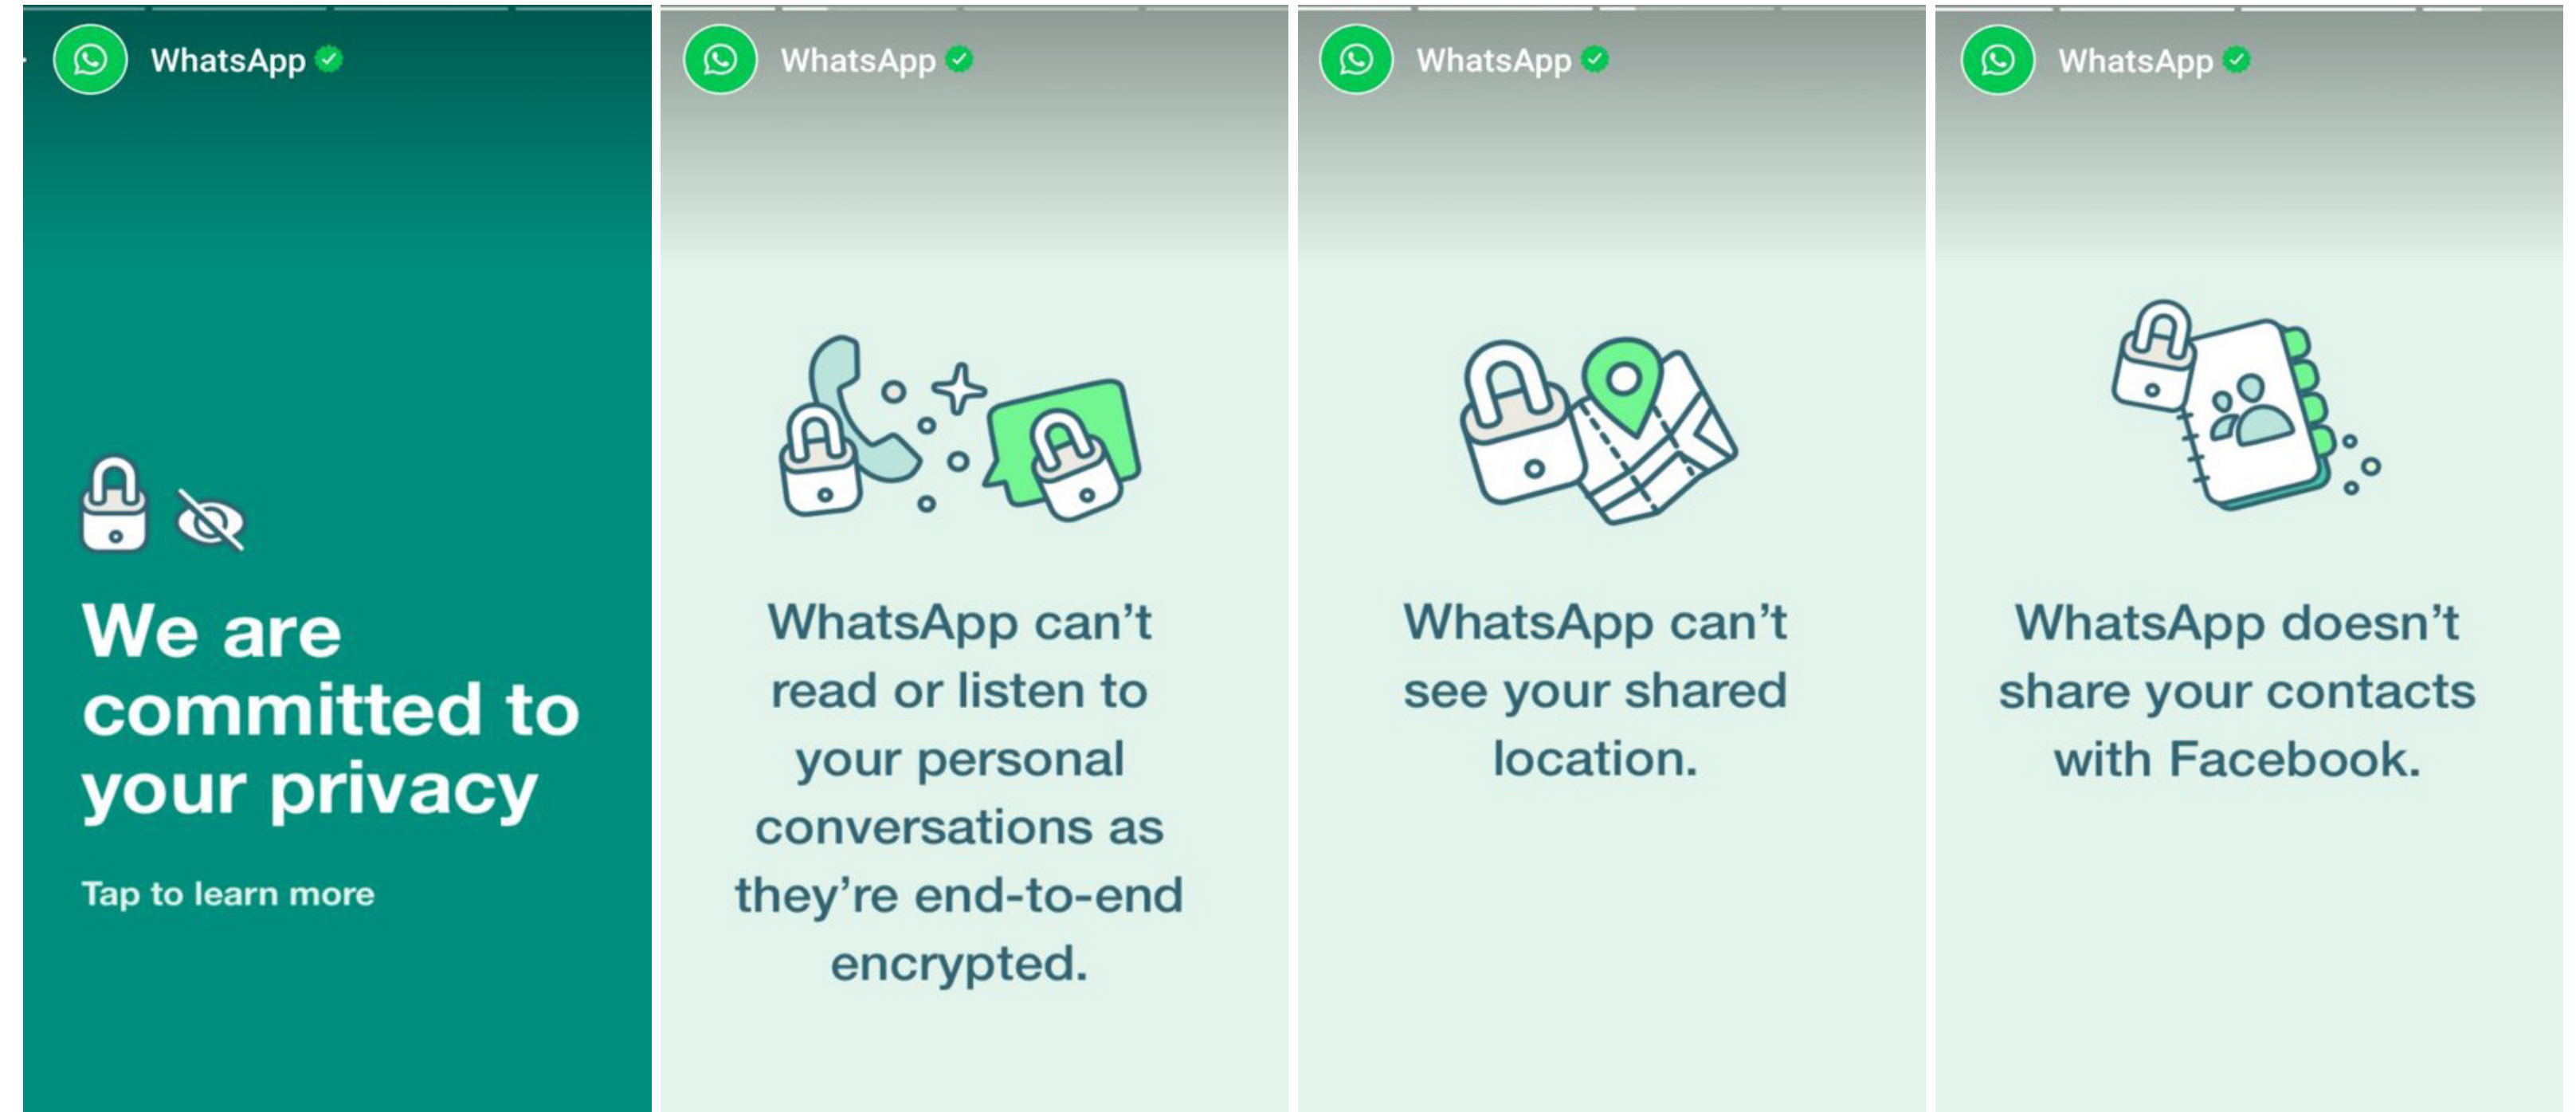 WhatsApp
We are
committed to
your privacy
Tap to learn more
WhatsApp
WhatsApp can’t
read or listen to
your personal
conversations as
they’re end-to-end
encrypted.
WhatsApp
WhatsApp can’t
see your shared
location.
WhatsApp
WhatsApp doesn’t
share your contacts
with Facebook.